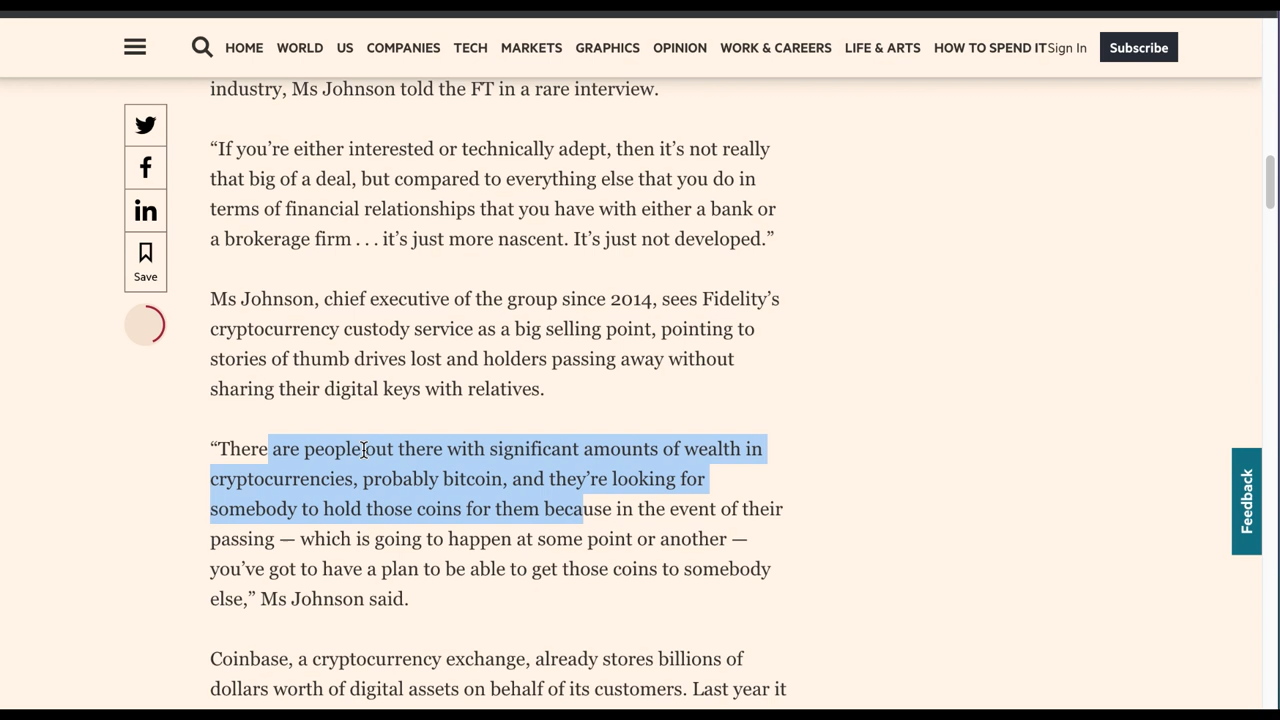 HOME WORLD US COMPANIES TECH MARKETS GRAPHICS OPINION WORK & CAREERS LIFE & ARTS HOW TO SPEND IT Sign In Subscribe
industry, Ms Johnson told the FT in a rare interview.
“If you’re either interested or technically adept, then it’s not really
that big of a deal, but compared to everything else that you do in
terms of financial relationships that you have with either a bank or
a brokerage firm . . . it’s just more nascent. It’s just not developed.”
Save
Ms Johnson, chief executive of the group since 2014, sees Fidelity’s
cryptocurrency custody service as a big selling point, pointing to
stories of thumb drives lost and holders passing away without
sharing their digital keys with relatives.
“There are people out there with significant amounts of wealth in
cryptocurrencies, probably bitcoin, and they’re looking for
somebody to hold those coins for them because in the event of their
passing — which is going to happen at some point or another —
you’ve got to have a plan to be able to get those coins to somebody
else,” Ms Johnson said.
Feedback
Coinbase, a cryptocurrency exchange, already stores billions of
dollars worth of digital assets on behalf of its customers. Last year it